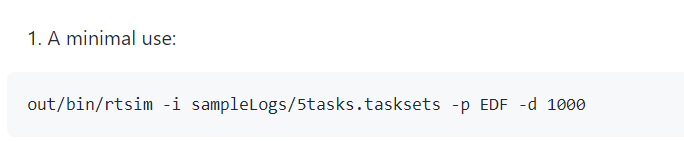 1. A minimal use:
out/bin/rtsim -i sampleLogs/5tasks.tasksets -p EDF -d 1000